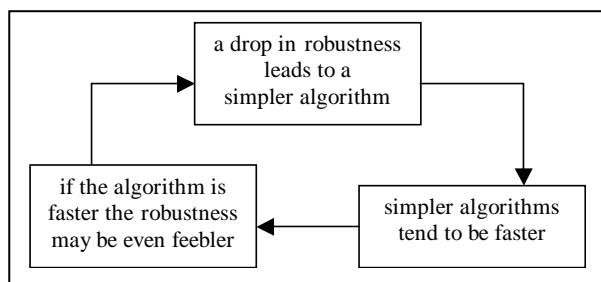 a drop in robustness
leads to a
simpler algorithm
simpler algorithms
tend to be faster
if the algorithm is
faster the robustness
may be even feebler